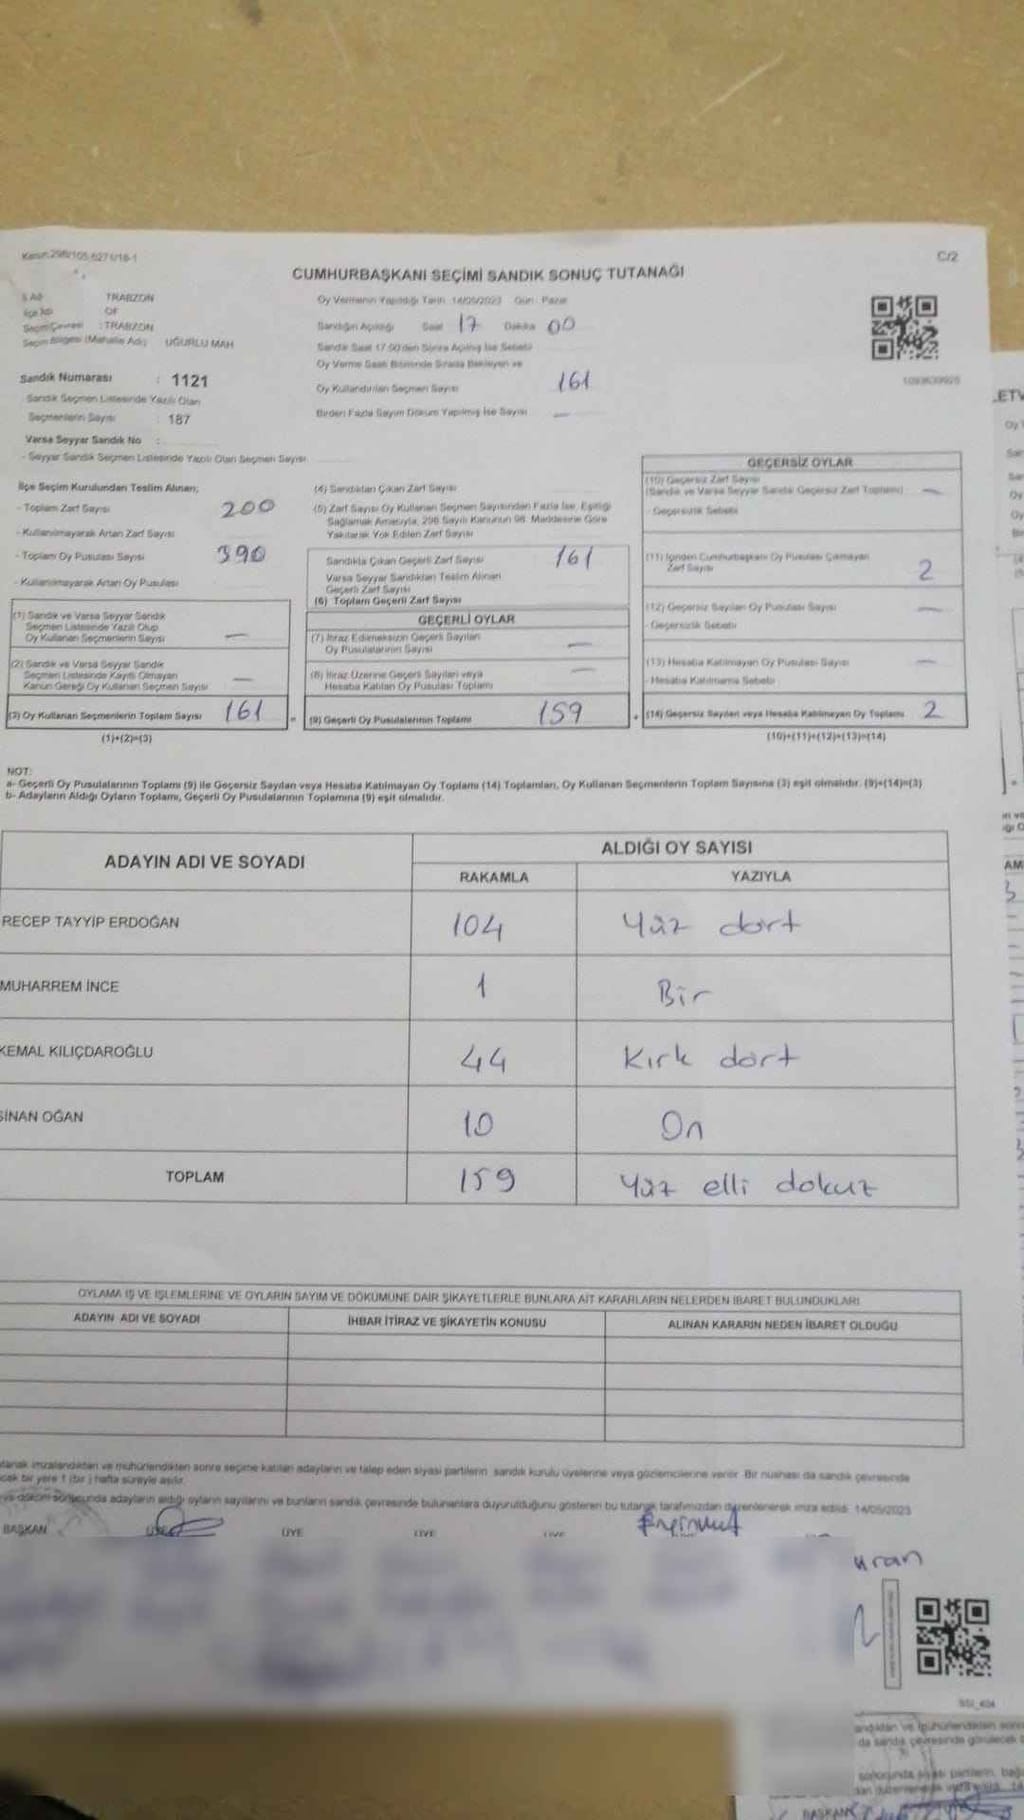 C/2
CUMHURBAŞKANI SEÇİMİ SANDIK SONUÇ TUTANAĞI
İl Adı TRABZON
İlçe Adı OF
Seçim Çevresi : TRABZON
Seçim Bölgesi (Mahalle Adı) UĞURLU MAH
Sandık Numarası : 1121
Sandık Seçmen Listesinde Yazılı Olan
Seçmenlerin Sayısı : 187
Varsa Seyyar Sandık No :
- Seyyar Sandık Seçmen Listesinde Yazılı Olan Seçmen Sayısı
Oy Vermenin Yapıldığı Tarih 14/05/2023 Gün : Pazar
Sandığın Açıldığı Saat 17 Dakika 00
Sandık Saat 17:00'den Sonra Açılmış İse Sebebi
Oy Verme Saati Bitiminde Sırada Bekleyen ve
Oy Kullandırılan Seçmen Sayısı 161
Birden Fazla Sayım Döküm Yapılmış İse Sayısı —
İlçe Seçim Kurulundan Teslim Alınan;
- Toplam Zarf Sayısı 200
- Kullanılmayarak Artan Zarf Sayısı
- Toplam Oy Pusulası Sayısı 390
- Kullanılmayarak Artan Oy Pusulası
(1) Sandık ve Varsa Seyyar Sandık
Seçmen Listesinde Yazılı Olup
Oy Kullanan Seçmenlerin Sayısı —
(2) Sandık ve Varsa Seyyar Sandık
Seçmen Listesinde Kayıtlı Olmayan
Kanun Gereği Oy Kullanan Seçmen Sayısı —
(3) Oy Kullanan Seçmenlerin Toplam Sayısı 161
(1)+(2)=(3)
(4) Sandıktan Çıkan Zarf Sayısı
(5) Zarf Sayısı Oy Kullanan Seçmen Sayısından Fazla İse, Eşitliği
Sağlamak Amacıyla, 298 Sayılı Kanunun 98. Maddesine Göre
Yakılarak Yok Edilen Zarf Sayısı
Sandıkta Çıkan Geçerli Zarf Sayısı 161
Varsa Seyyar Sandıktan Teslim Alınan
Geçerli Zarf Sayısı
(6) Toplam Geçerli Zarf Sayısı
GEÇERLİ OYLAR
(7) İtiraz Edilmeksizin Geçerli Sayılan
Oy Pusulalarının Sayısı —
(8) İtiraz Üzerine Geçerli Sayılan veya
Hesaba Katılan Oy Pusulası Toplamı —
= (9) Geçerli Oy Pusulalarının Toplamı 159
GEÇERSİZ OYLAR
(10) Geçersiz Zarf Sayısı
(Sandık ve Varsa Seyyar Sandık Geçersiz Zarf Toplamı) —
- Geçersizlik Sebebi
(11) İçinden Cumhurbaşkanı Oy Pusulası Çıkmayan
Zarf Sayısı 2
(12) Geçersiz Sayılan Oy Pusulası Sayısı —
- Geçersizlik Sebebi
(13) Hesaba Katılmayan Oy Pusulası Sayısı —
- Hesaba Katılmama Sebebi
+ (14) Geçersiz Sayılan veya Hesaba Katılmayan Oy Toplamı 2
(10)+(11)+(12)+(13)=(14)
NOT:
a- Geçerli Oy Pusulalarının Toplamı (9) ile Geçersiz Sayılan veya Hesaba Katılmayan Oy Toplamı (14) Toplamları, Oy Kullanan Seçmenlerin Toplam Sayısına (3) eşit olmalıdır. (9)+(14)=(3)
b- Adayların Aldığı Oyların Toplamı, Geçerli Oy Pusulalarının Toplamına (9) eşit olmalıdır.
ADAYIN ADI VE SOYADI
ALDIĞI OY SAYISI
RAKAMLA YAZIYLA
RECEP TAYYİP ERDOĞAN 104 Yüz dört
MUHARREM İNCE 1 Bir
KEMAL KILIÇDAROĞLU 44 Kırk dört
SİNAN OĞAN 10 On
TOPLAM 159 Yüz elli dokuz
OYLAMA İŞ VE İŞLEMLERİNE VE OYLARIN SAYIM VE DÖKÜMÜNE DAİR ŞİKAYETLERLE BUNLARA AİT KARARLARIN NELERDEN İBARET BULUNDUKLARI
ADAYIN ADI VE SOYADI İHBAR İTİRAZ VE ŞİKAYETİN KONUSU ALINAN KARARIN NEDEN İBARET OLDUĞU
imzalandıktan ve mühürlendikten sonra seçime katılan adayların ve talep eden siyasi partilerin sandık kurulu üyelerine veya gözlemcilerine verilir. Bir nüshası da sandık çevresinde
bir yere 1 (bir) hafta süreyle asılır.
sonucunda adayların aldığı oyların sayılarını ve bunların sandık çevresinde bulunanlara duyurulduğunu gösteren bu tutanak tarafımızdan düzenlenerek imza edildi. 14/05/2023
BAŞKAN ÜYE ÜYE ÜYE
BAŞKAN